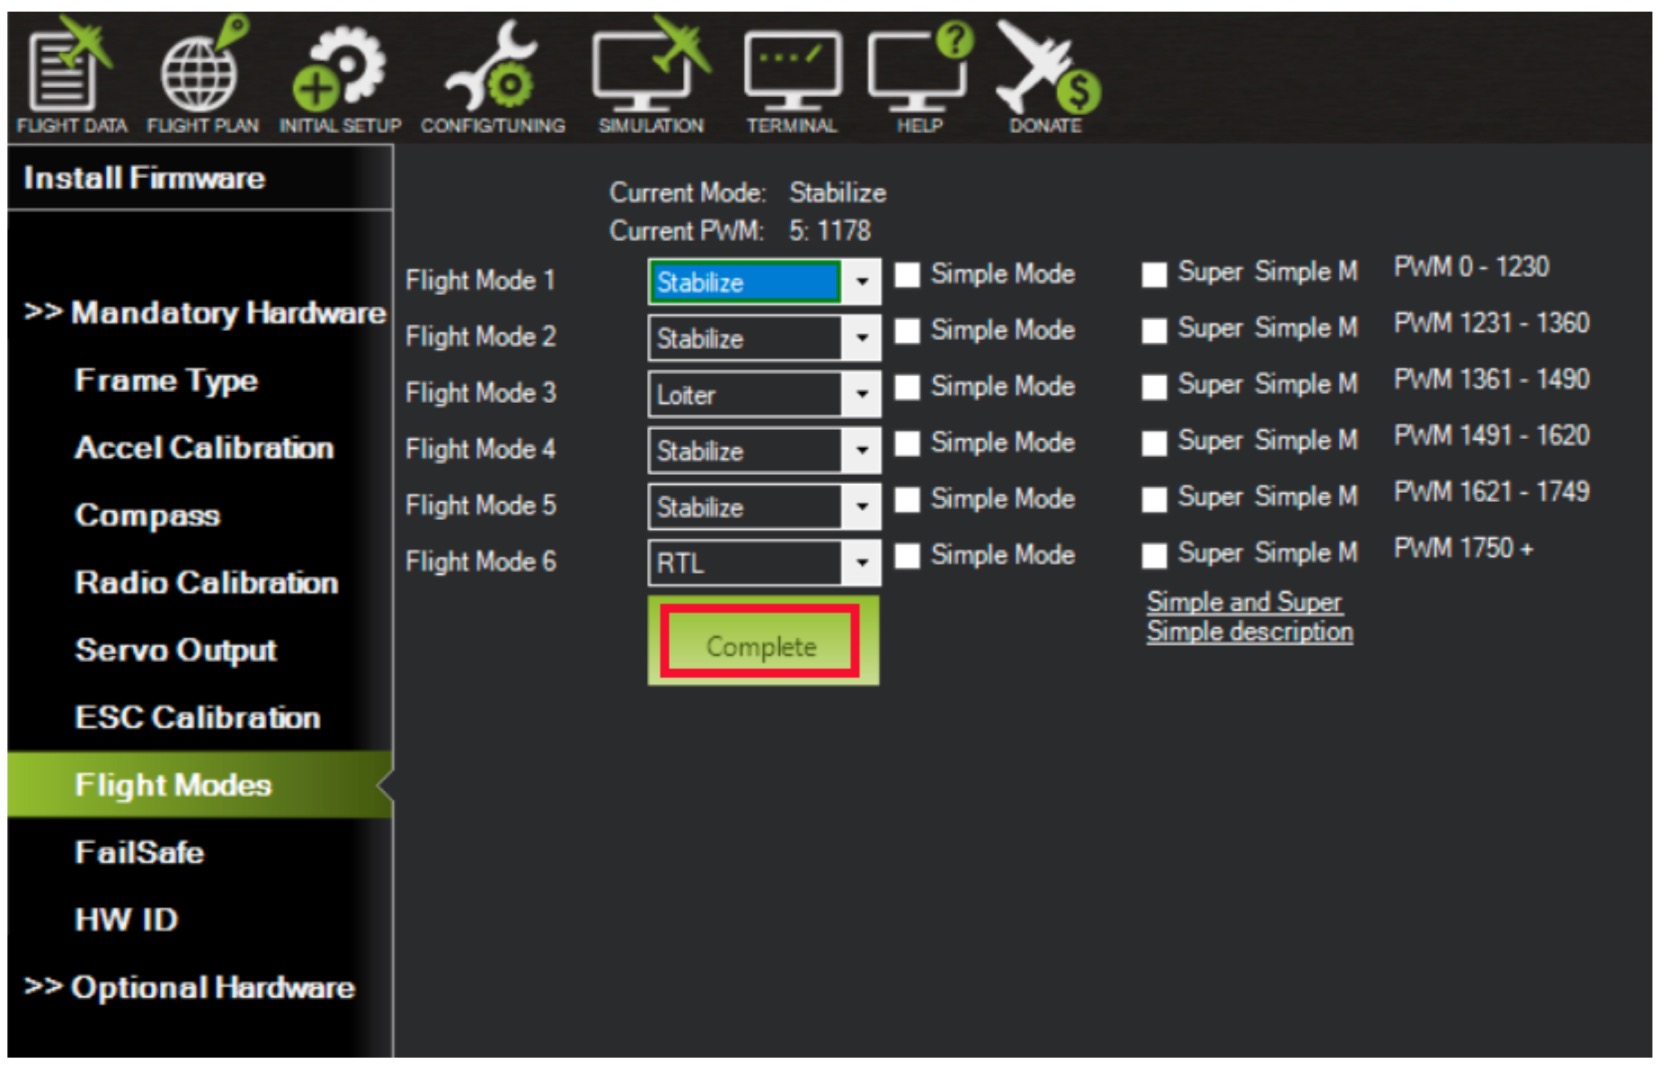 FLIGHT DATA FLIGHT PLAN INITIAL SETUP CONFIG/TUNING SIMULATION TERMINAL HELP DONATE
Install Firmware
>> Mandatory Hardware
Frame Type
Accel Calibration
Compass
Radio Calibration
Servo Output
ESC Calibration
Flight Modes
FailSafe
HW ID
>> Optional Hardware
Current Mode: Stabilize
Current PWM: 5: 1178
Flight Mode 1 Stabilize Simple Mode Super Simple M PWM 0 - 1230
Flight Mode 2 Stabilize Simple Mode Super Simple M PWM 1231 - 1360
Flight Mode 3 Loiter Simple Mode Super Simple M PWM 1361 - 1490
Flight Mode 4 Stabilize Simple Mode Super Simple M PWM 1491 - 1620
Flight Mode 5 Stabilize Simple Mode Super Simple M PWM 1621 - 1749
Flight Mode 6 RTL Simple Mode Super Simple M PWM 1750 +
Complete
Simple and Super
Simple description